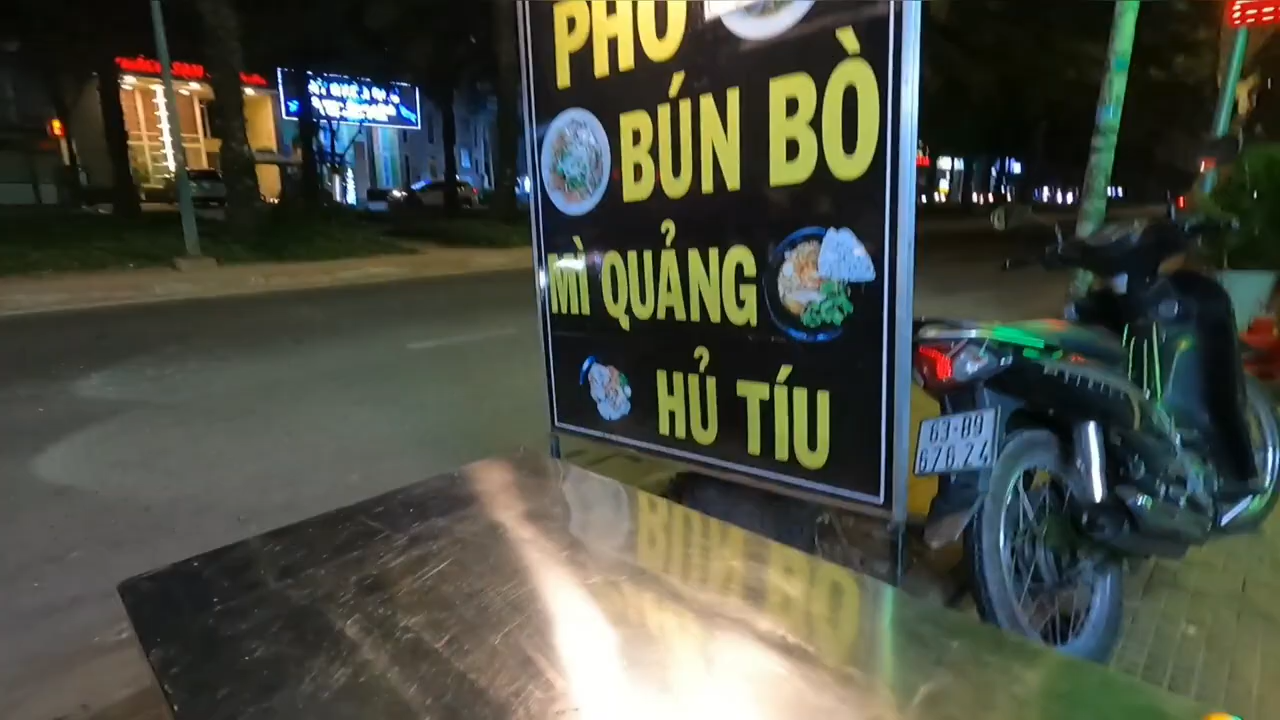 PHỞ
BÚN BÒ
MÌ QUẢNG
HỦ TÍU
63-B9
676.24